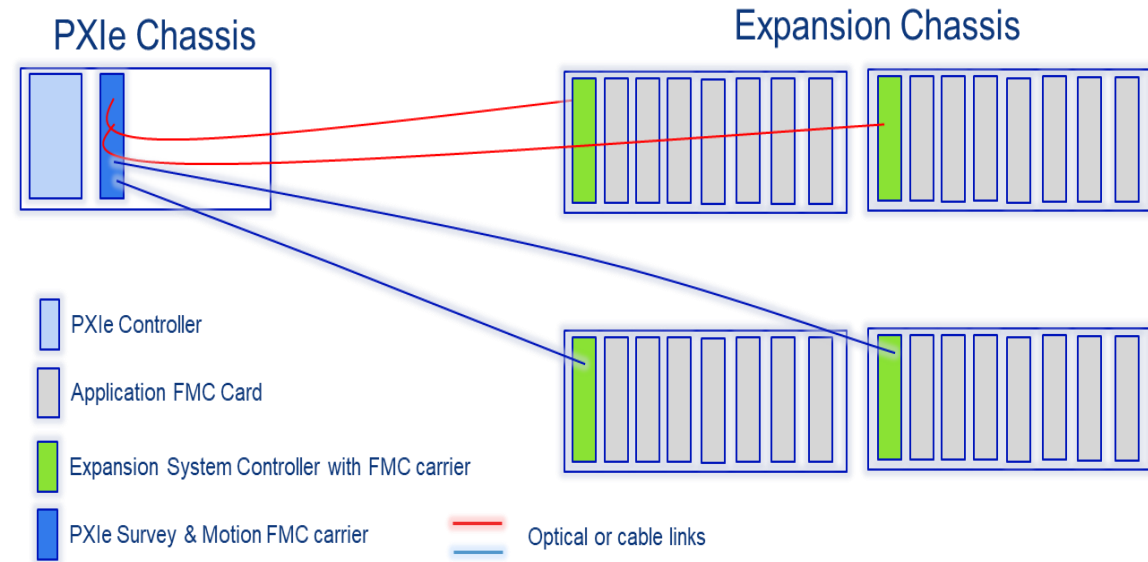 PXIe Chassis
Expansion Chassis
PXIe Controller
Application FMC Card
Expansion System Controller with FMC carrier
PXIe Survey & Motion FMC carrier
Optical or cable links